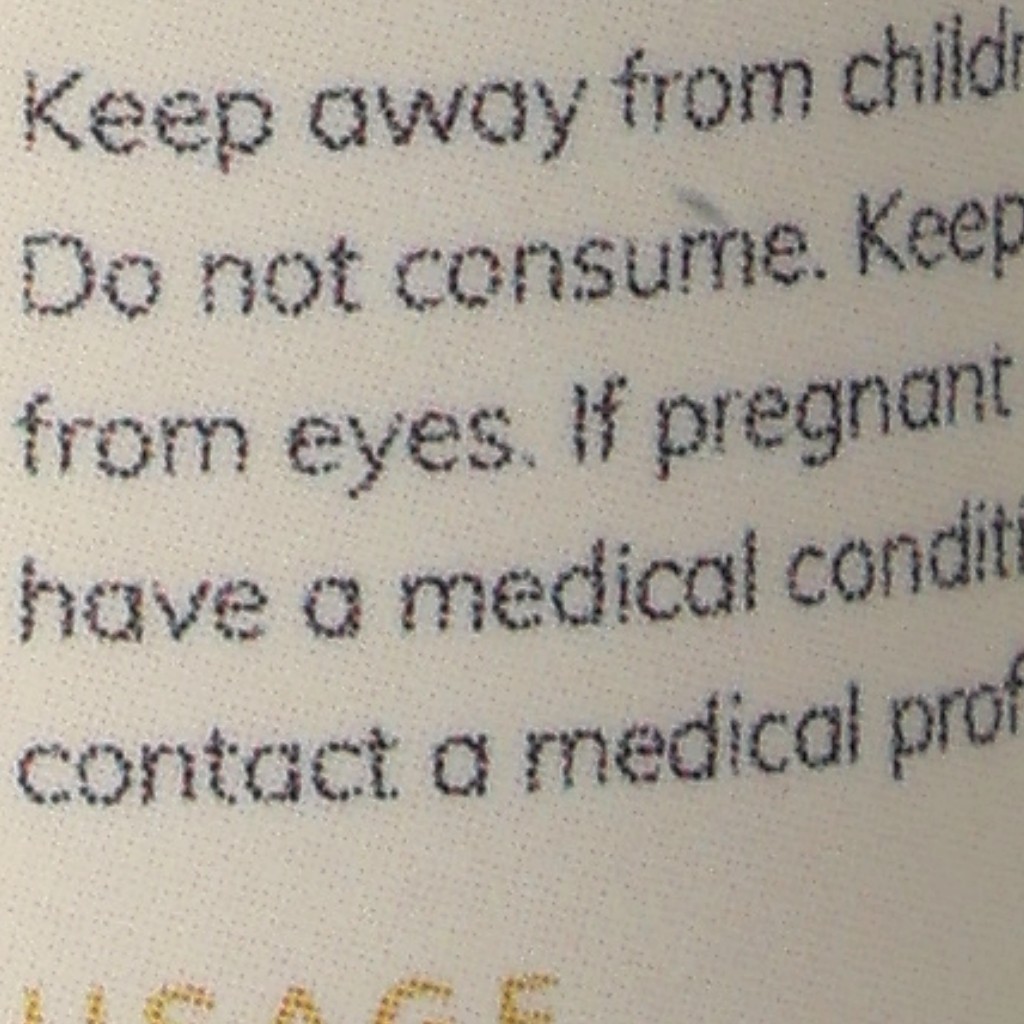 Keep away from childr
Do not consume. Keep
from eyes. If pregnant
have a medical conditi
contact a medical prof
USAGE